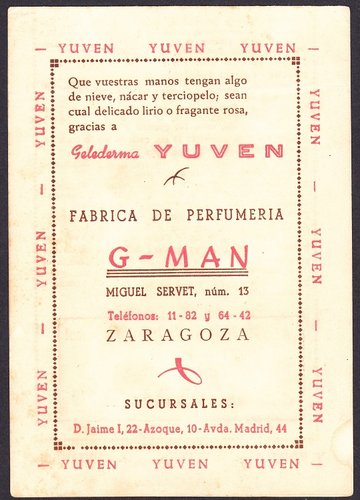 — YUVEN — YUVEN — YUVEN —
Que vuestras manos tengan algo
de nieve, nácar y terciopelo; sean
cual delicado lirio o fragante rosa,
gracias a
Gelederma YUVEN
FABRICA DE PERFUMERIA
G-MAN
MIGUEL SERVET, núm. 13
Teléfonos: 11-82 y 64-42
ZARAGOZA
SUCURSALES:
D. Jaime I, 22-Azoque, 10-Avda. Madrid, 44
YUVEN — YUVEN — YUVEN — YUVEN
YUVEN — YUVEN — YUVEN — YUVEN
— YUVEN — YUVEN — YUVEN —